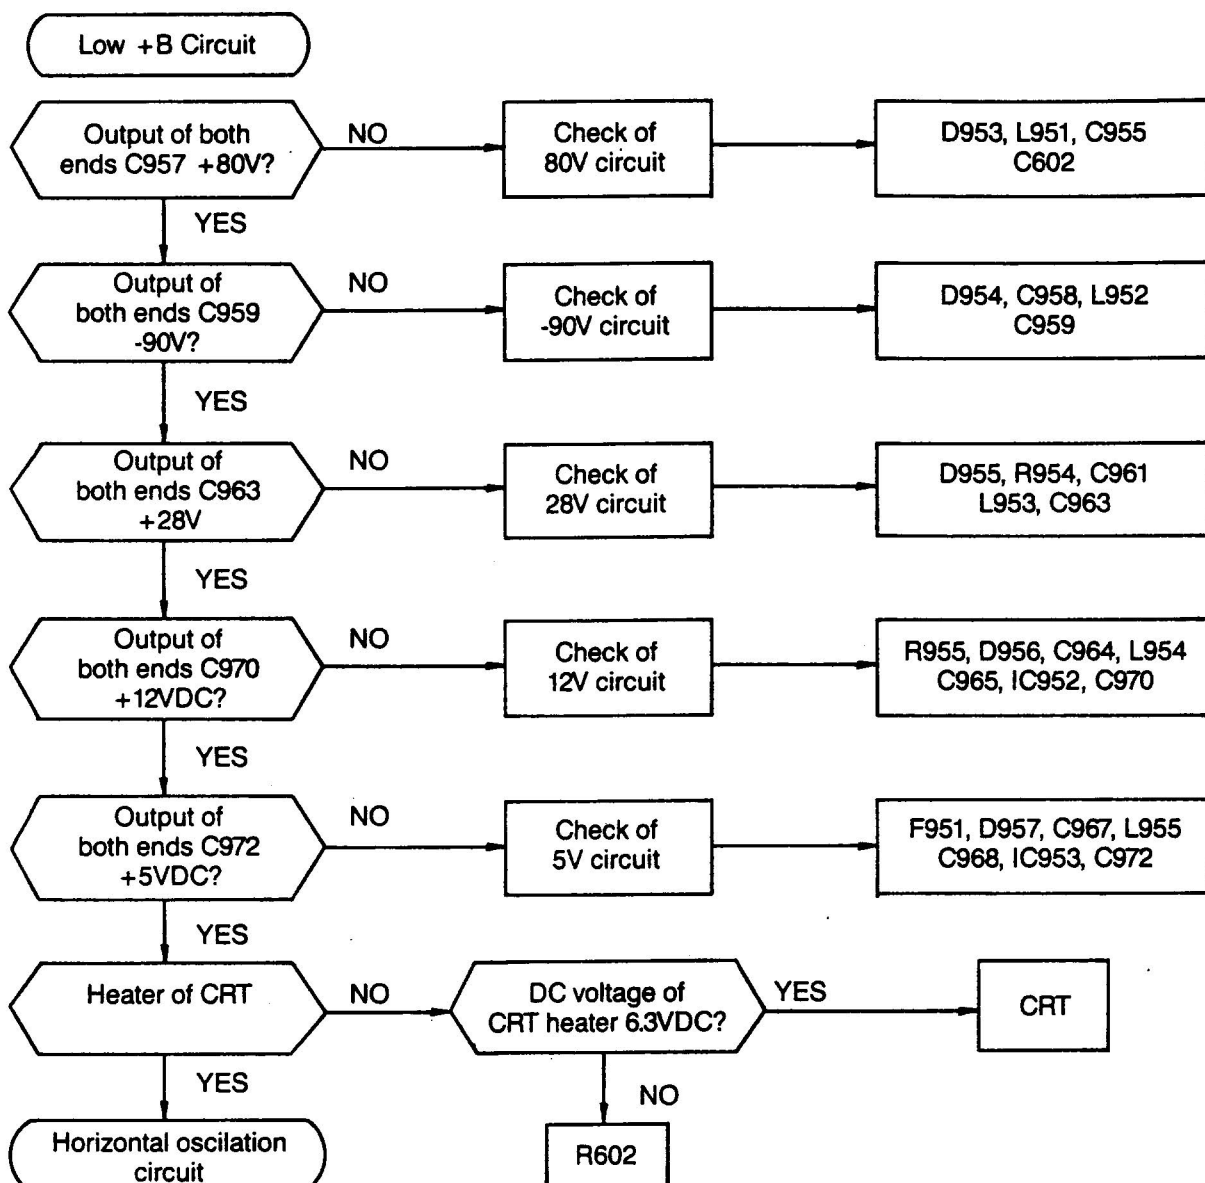 Low +B Circuit
Output of both
ends C957 +80V?
NO
Check of
80V circuit
D953, L951, C955
C602
YES
Output of
both ends C959
-90V?
NO
Check of
-90V circuit
D954, C958, L952
C959
YES
Output of
both ends C963
+28V
NO
Check of
28V circuit
D955, R954, C961
L953, C963
YES
Output of
both ends C970
+12VDC?
NO
Check of
12V circuit
R955, D956, C964, L954
C965, IC952, C970
YES
Output of
both ends C972
+5VDC?
NO
Check of
5V circuit
F951, D957, C967, L955
C968, IC953, C972
YES
Heater of CRT
NO
DC voltage of
CRT heater 6.3VDC?
YES
CRT
YES
NO
Horizontal oscilation
circuit
R602